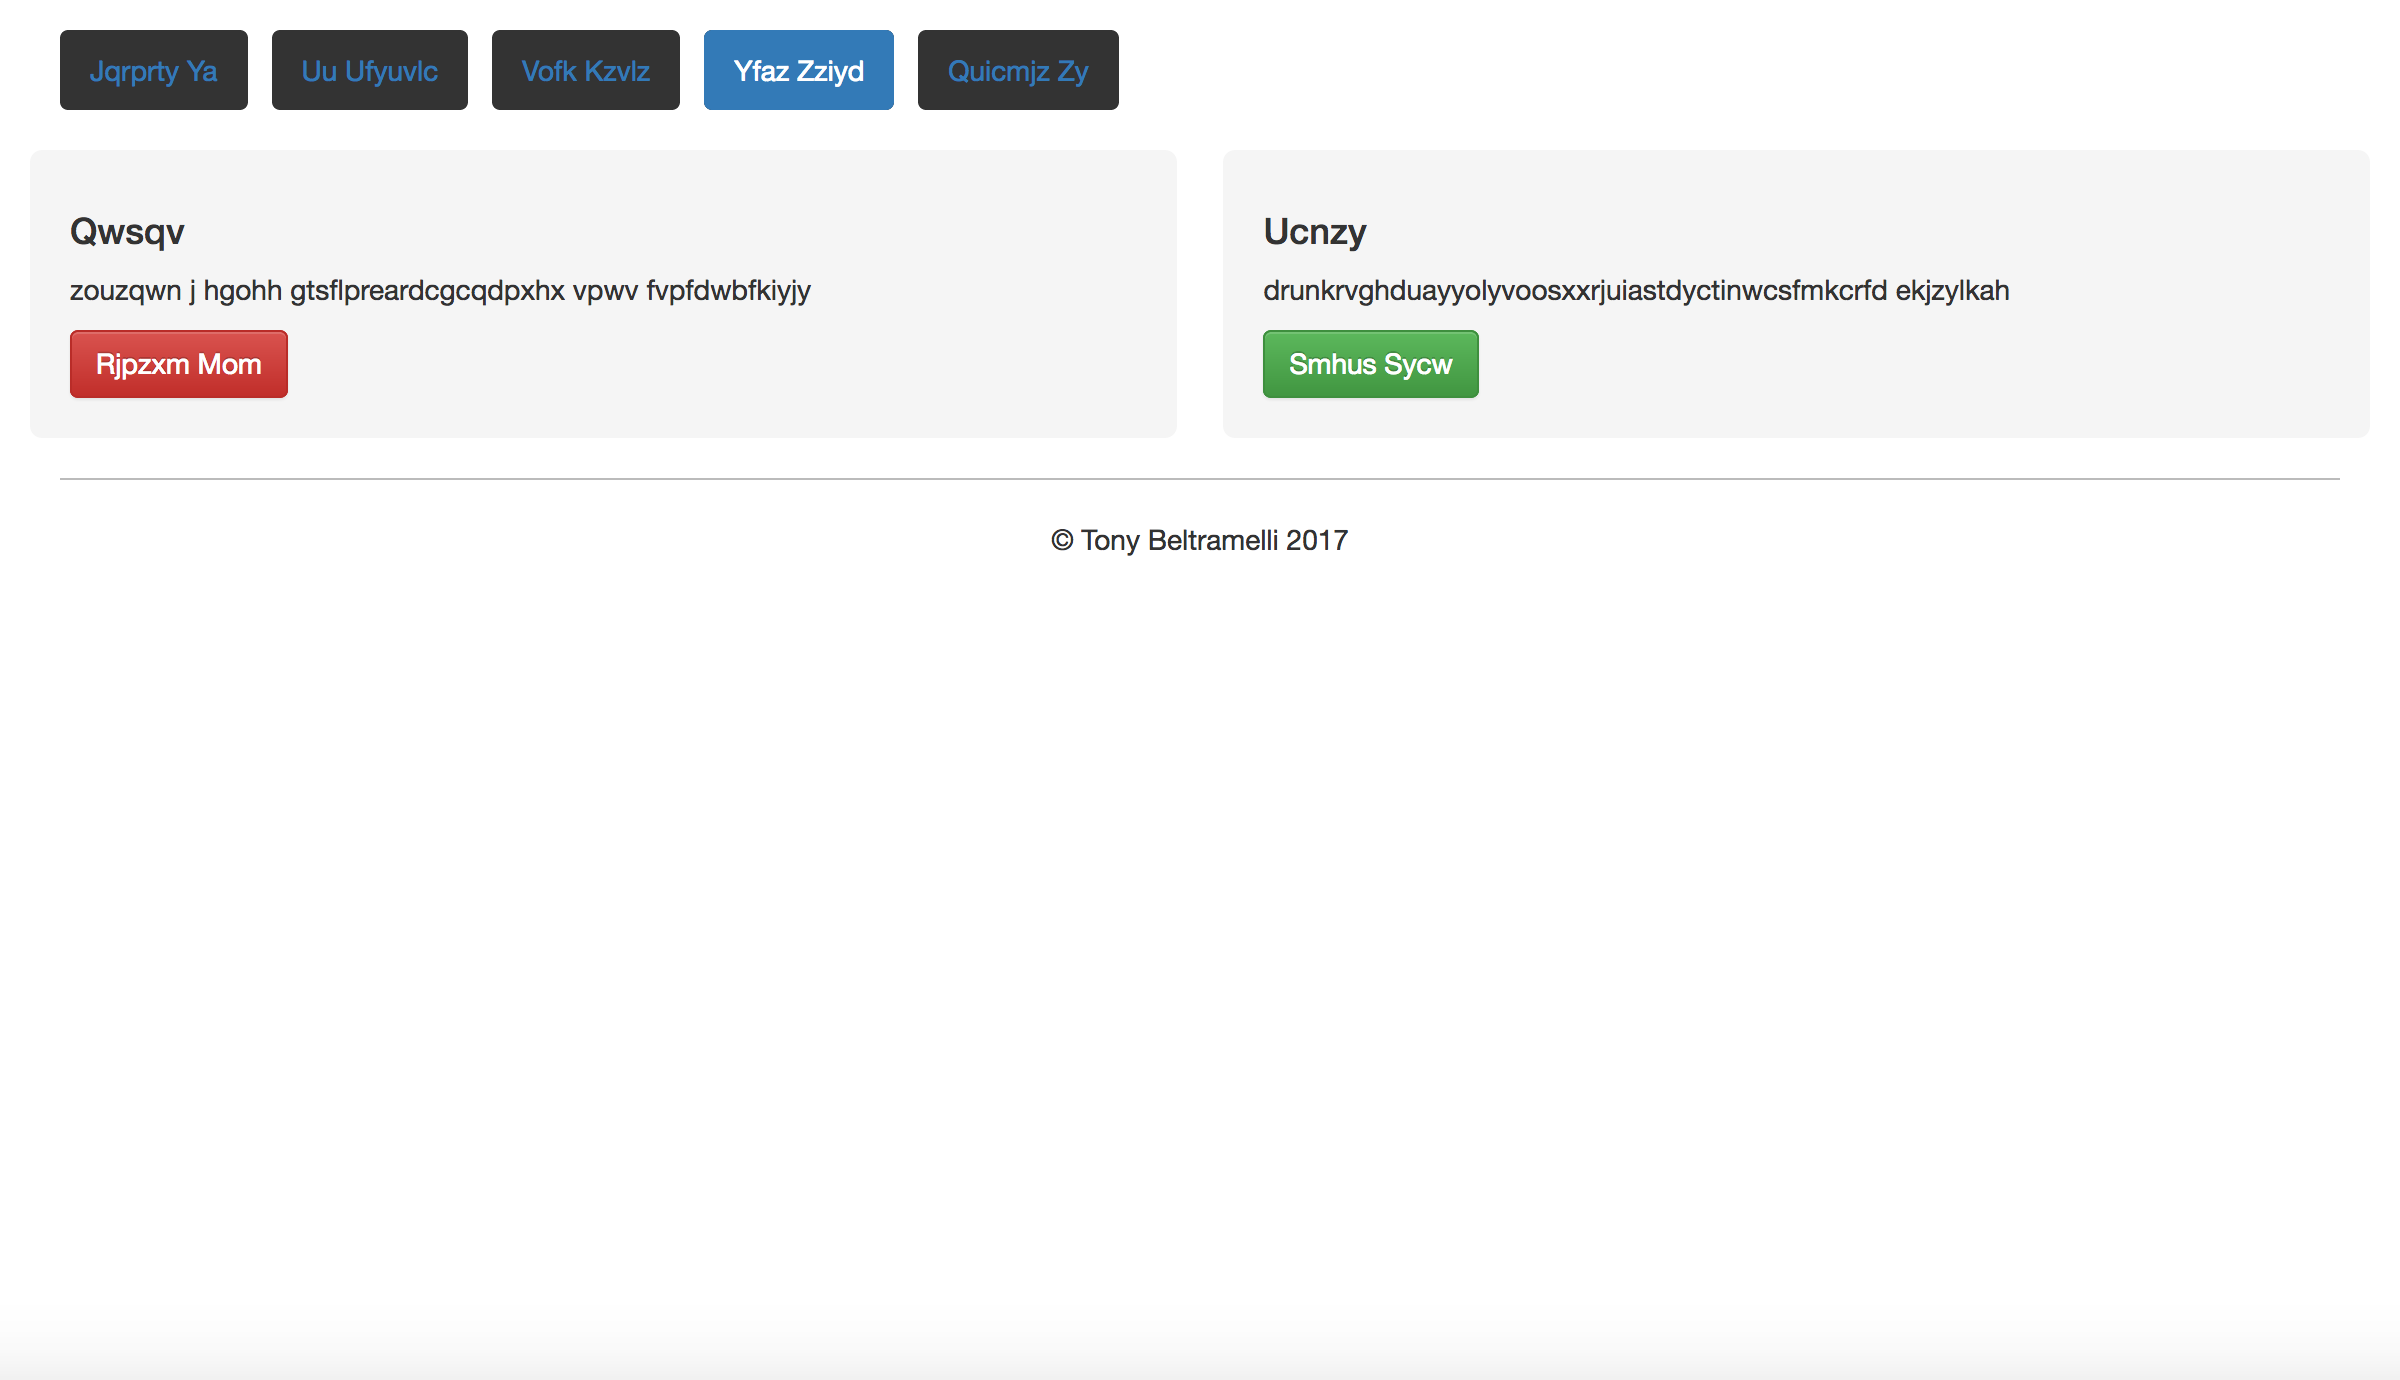 Jqrprty Ya Uu Ufyuvlc Vofk Kzvlz Yfaz Zziyd Quicmjz Zy
Qwsqv
zouzqwn j hgohh gtsflpreardcgcqdpxhx vpwv fvpfdwbfkiyjy
Rjpzxm Mom
Ucnzy
drunkrvghduayyolyvoosxxrjuiastdyctinwcsfmkcrfd ekjzylkah
Smhus Sycw
© Tony Beltramelli 2017